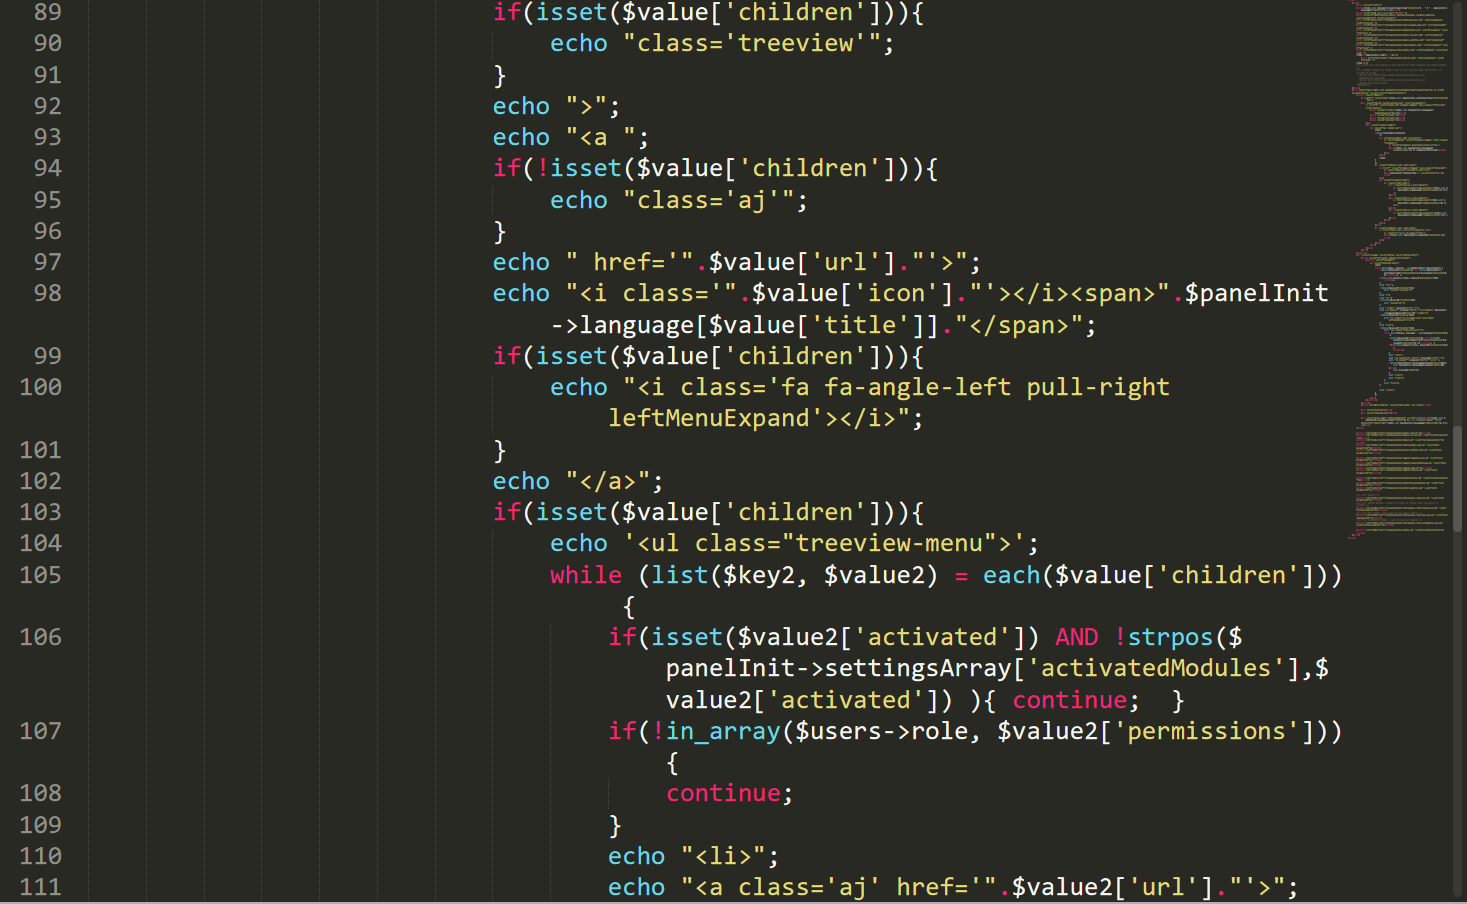 89 if(isset($value['children'])){
90 echo "class='treeview'";
91 }
92 echo ">";
93 echo "<a ";
94 if(!isset($value['children'])){
95 echo "class='aj'";
96 }
97 echo " href='".$value['url']."'>";
98 echo "<i class='".$value['icon']."'></i><span>".$panelInit
->language[$value['title']]."</span>";
99 if(isset($value['children'])){
100 echo "<i class='fa fa-angle-left pull-right
leftMenuExpand'></i>";
101 }
102 echo "</a>";
103 if(isset($value['children'])){
104 echo '<ul class="treeview-menu">';
105 while (list($key2, $value2) = each($value['children']))
{
106 if(isset($value2['activated']) AND !strpos($
panelInit->settingsArray['activatedModules'],$
value2['activated']) ){ continue;  }
107 if(!in_array($users->role, $value2['permissions']))
{
108 continue;
109 }
110 echo "<li>";
111 echo "<a class='aj' href='".$value2['url']."'>";